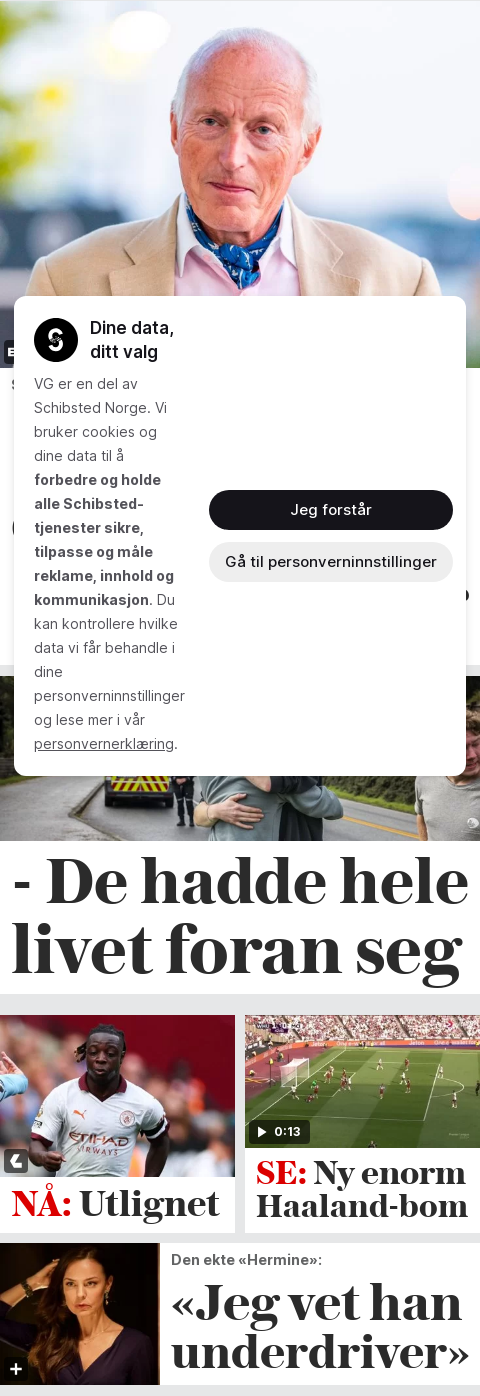 Dine data,
ditt valg
VG er en del av
Schibsted Norge. Vi
bruker cookies og
dine data til å
forbedre og holde
alle Schibsted-
tjenester sikre,
tilpasse og måle
reklame, innhold og
kommunikasjon. Du
kan kontrollere hvilke
data vi får behandle i
dine
personverninnstillinger
og lese mer i vår
personvernerklæring.
Jeg forstår
Gå til personverninnstillinger
- De hadde hele
livet foran seg
ETIHAD
AIRWAYS
0:13
NÅ: Utlignet
SE: Ny enorm
Haaland-bom
Den ekte «Hermine»:
«Jeg vet han
underdriver»